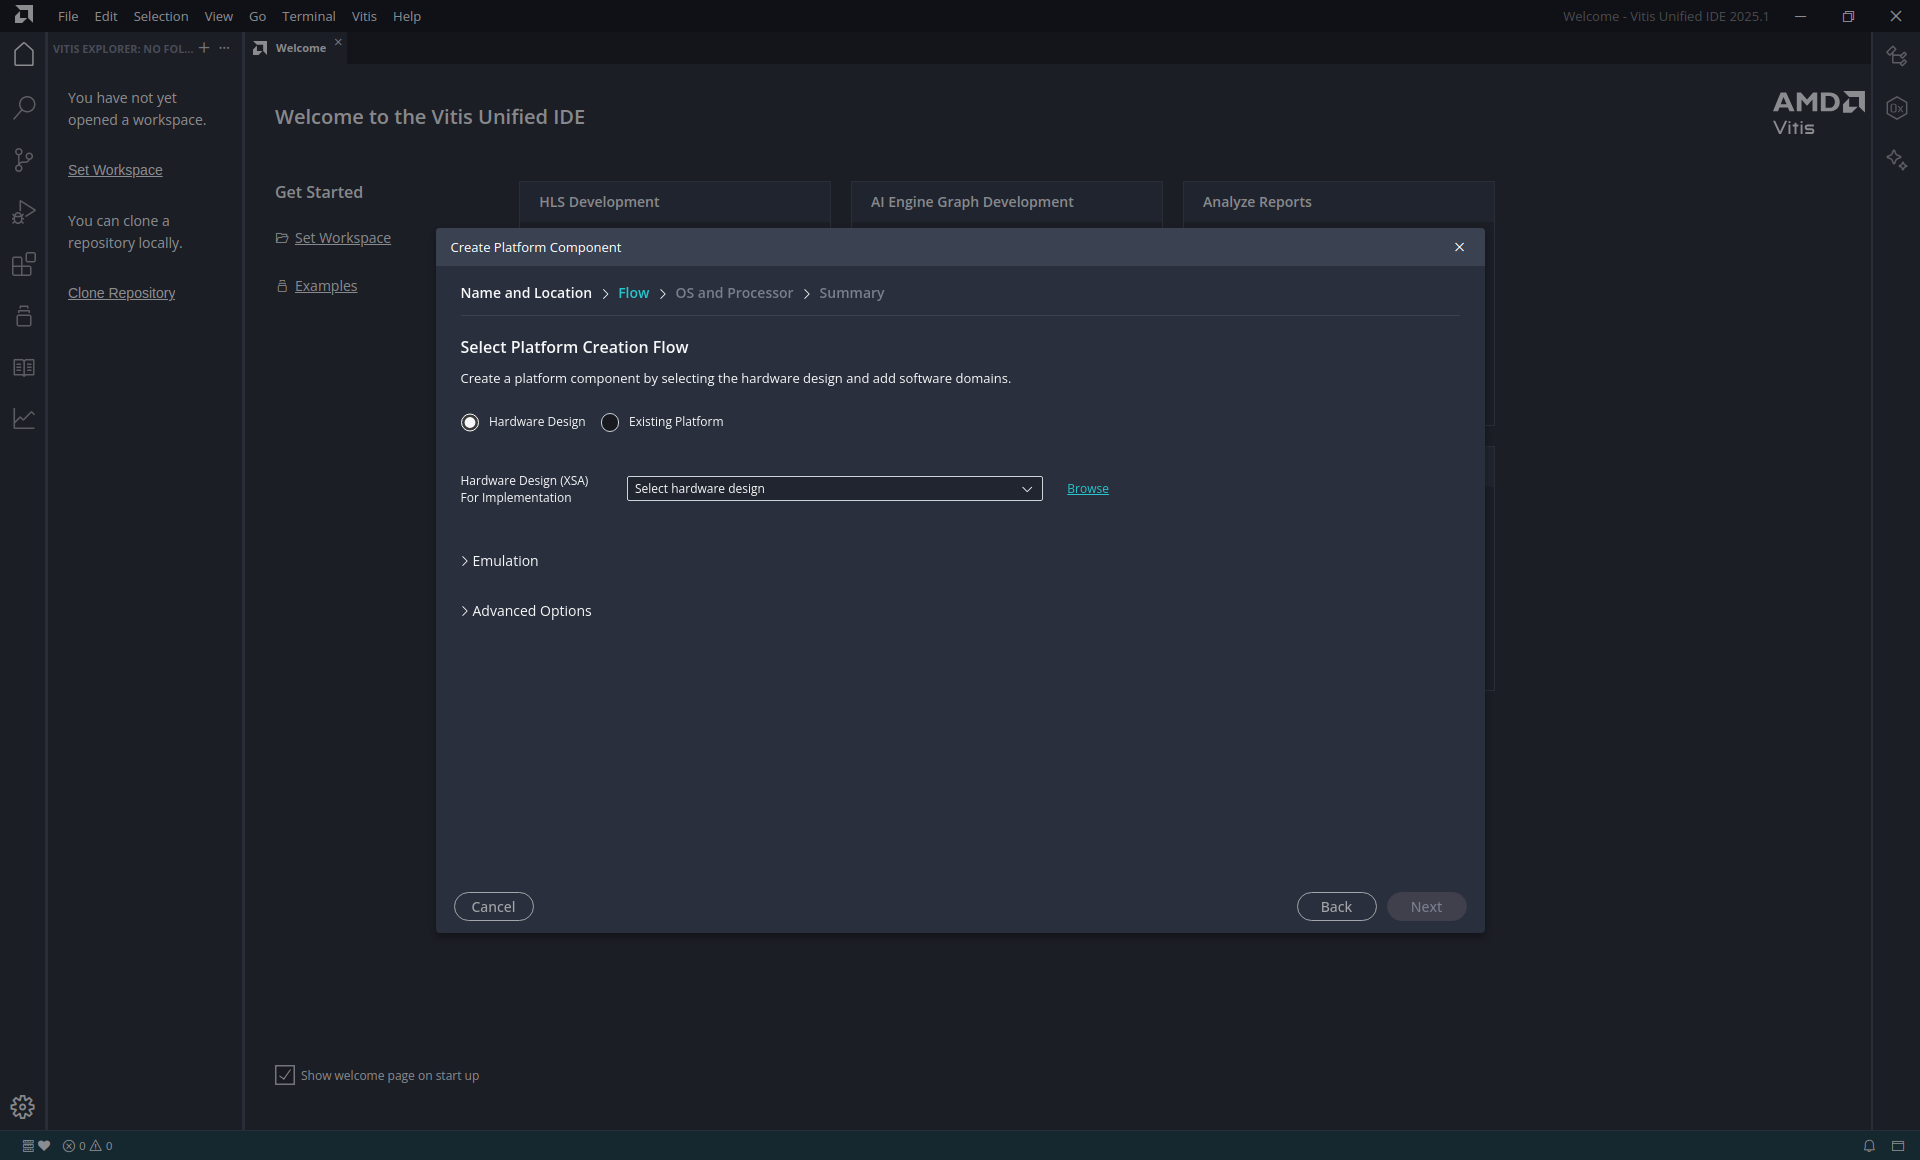 File Edit Selection View Go Terminal Vitis Help
Welcome - Vitis Unified IDE 2025.1
VITIS EXPLORER: NO FOL...
Welcome
You have not yet
opened a workspace.
Set Workspace
You can clone a
repository locally.
Clone Repository
Welcome to the Vitis Unified IDE
AMD
Vitis
Get Started
Set Workspace
Examples
HLS Development
AI Engine Graph Development
Analyze Reports
0x
Create Platform Component
Name and Location > Flow > OS and Processor > Summary
Select Platform Creation Flow
Create a platform component by selecting the hardware design and add software domains.
Hardware Design
Existing Platform
Hardware Design (XSA)
For Implementation
Select hardware design
Browse
Emulation
Advanced Options
Cancel
Back
Next
Show welcome page on start up
0 0